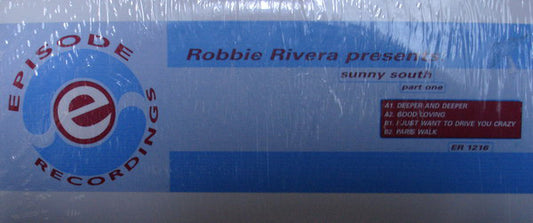 EPISODE
e
RECORDINGS
Robbie Rivera presents
sunny south
part one
A1. DEEPER AND DEEPER
A2. GOOD LOVING
B1. I JUST WANT TO DRIVE YOU CRAZY
B2. PARIS WALK
ER 1216